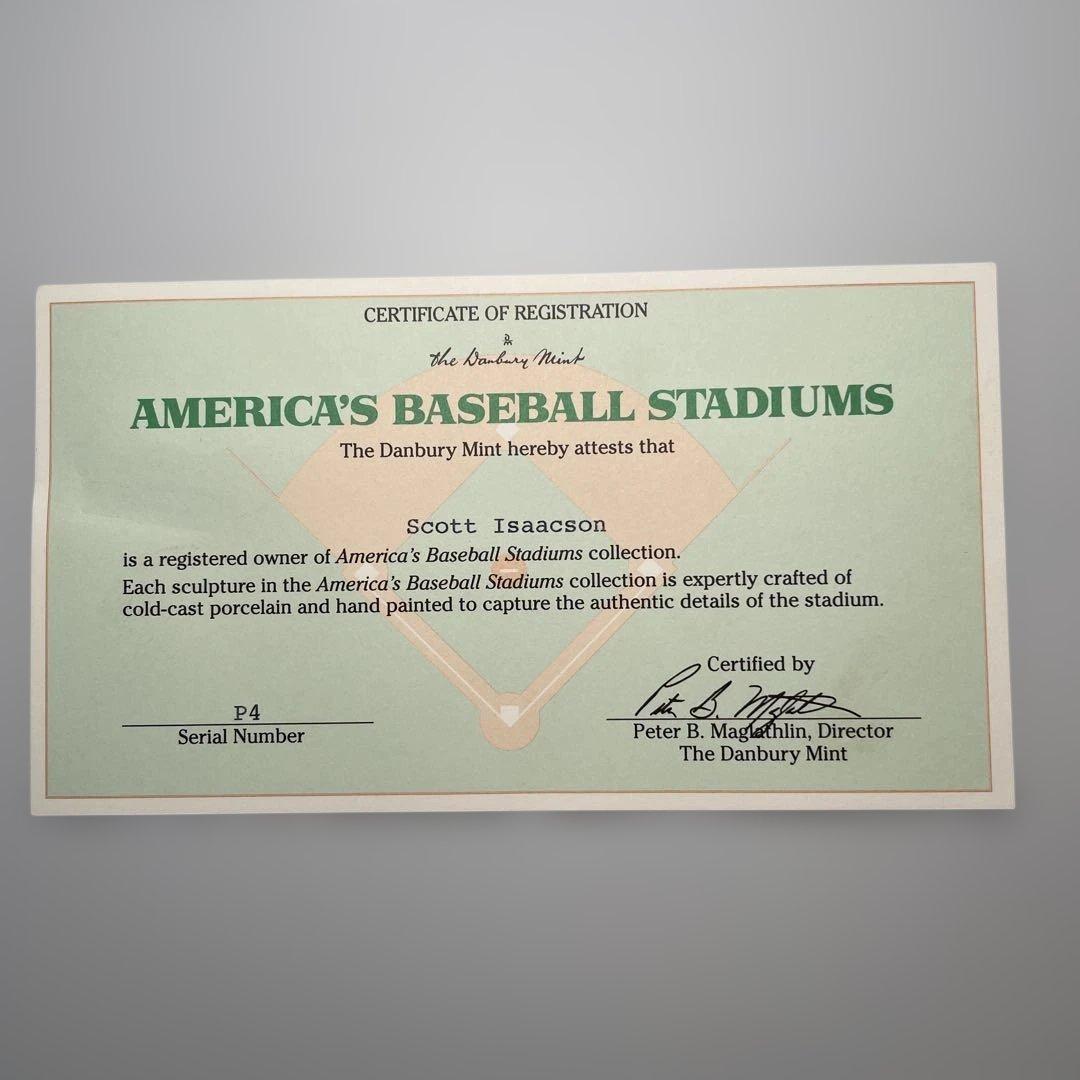 CERTIFICATE OF REGISTRATION
The Danbury Mint
AMERICA'S BASEBALL STADIUMS
The Danbury Mint hereby attests that
Scott Isaacson
is a registered owner of America's Baseball Stadiums collection.
Each sculpture in the America's Baseball Stadiums collection is expertly crafted of
cold-cast porcelain and hand painted to capture the authentic details of the stadium.
Certified by
Peter B. Maglathlin
P4
Serial Number
Peter B. Maglathlin, Director
The Danbury Mint